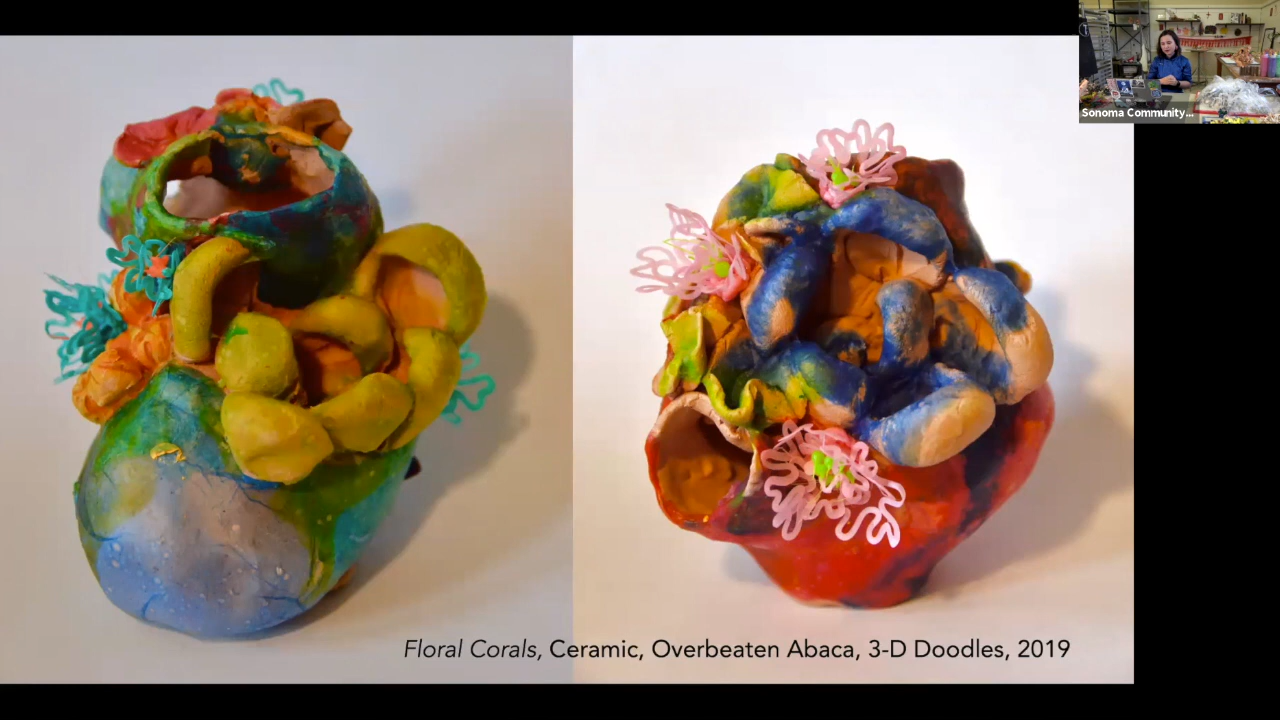 Sonoma Community...
Floral Corals, Ceramic, Overbeaten Abaca, 3-D Doodles, 2019